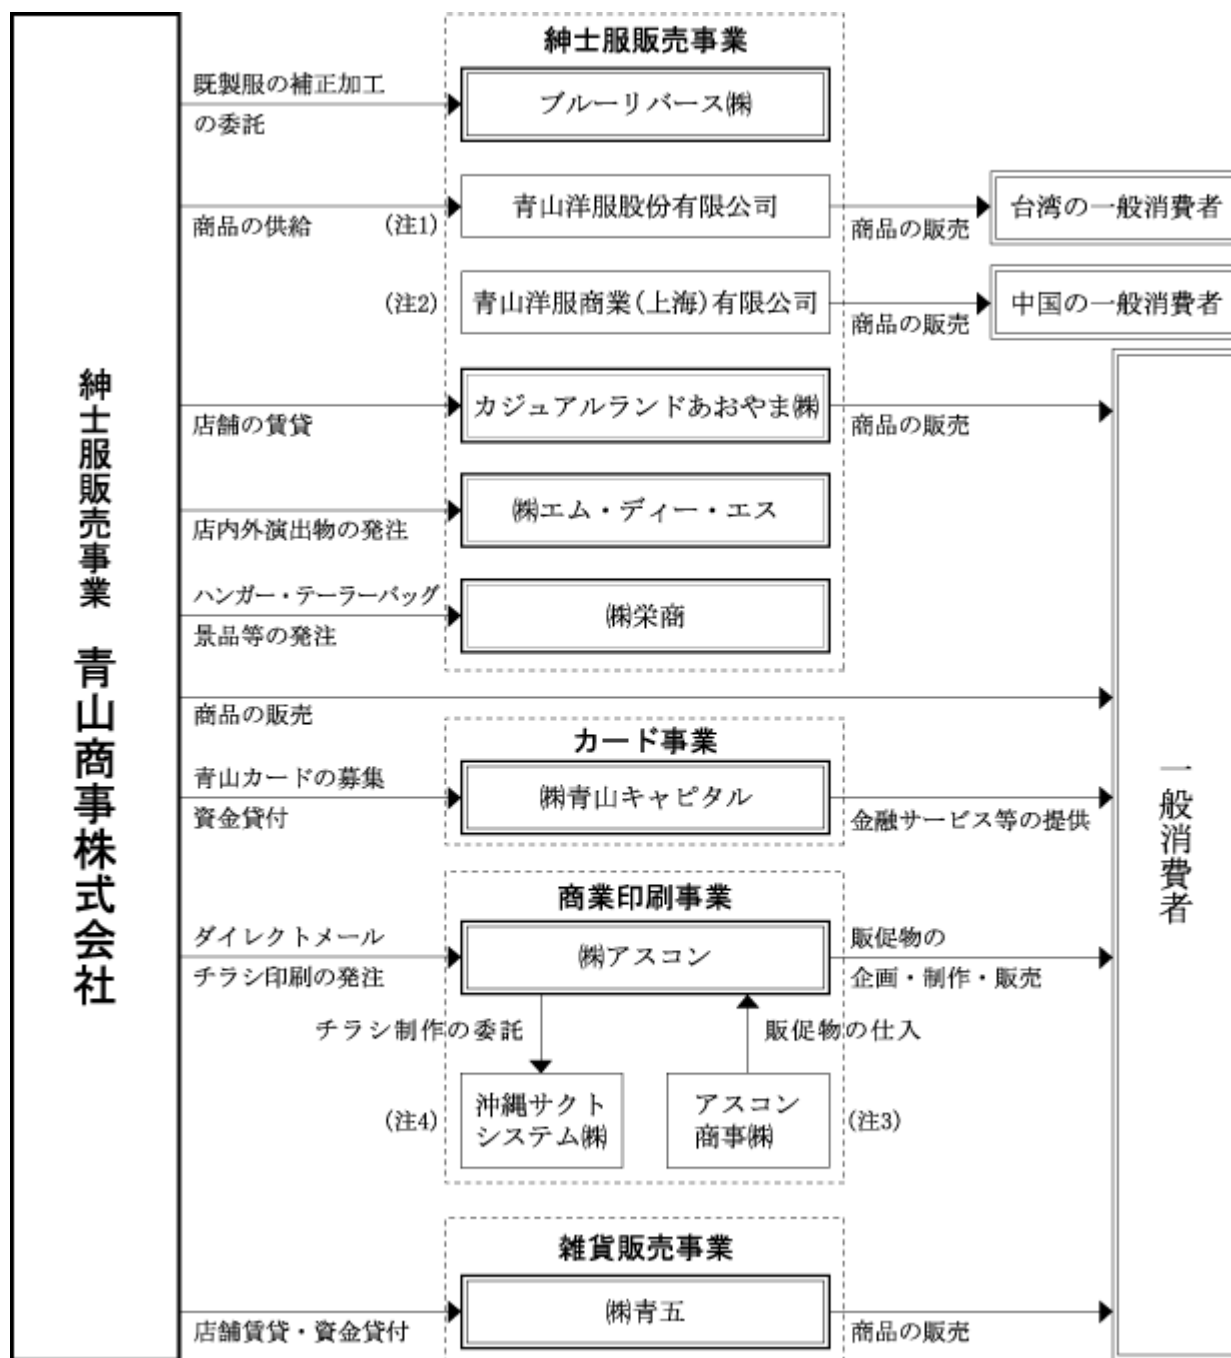 紳士服販売事業 青山商事株式会社
紳士服販売事業
既製服の補正加工
の委託
ブルーリバース㈱
商品の供給
(注1)
青山洋服股份有限公司
商品の販売
台湾の一般消費者
(注2)
青山洋服商業(上海)有限公司
商品の販売
中国の一般消費者
店舗の賃貸
カジュアルランドあおやま㈱
商品の販売
店内外演出物の発注
㈱エム・ディー・エス
ハンガー・テーラーバッグ
景品等の発注
㈱栄商
商品の販売
一般消費者
カード事業
青山カードの募集
資金貸付
㈱青山キャピタル
金融サービス等の提供
商業印刷事業
ダイレクトメール
チラシ印刷の発注
㈱アスコン
販促物の
企画・制作・販売
チラシ制作の委託
販促物の仕入
(注4)
沖縄サクト
システム㈱
アスコン
商事㈱
(注3)
雑貨販売事業
店舗賃貸・資金貸付
㈱青五
商品の販売